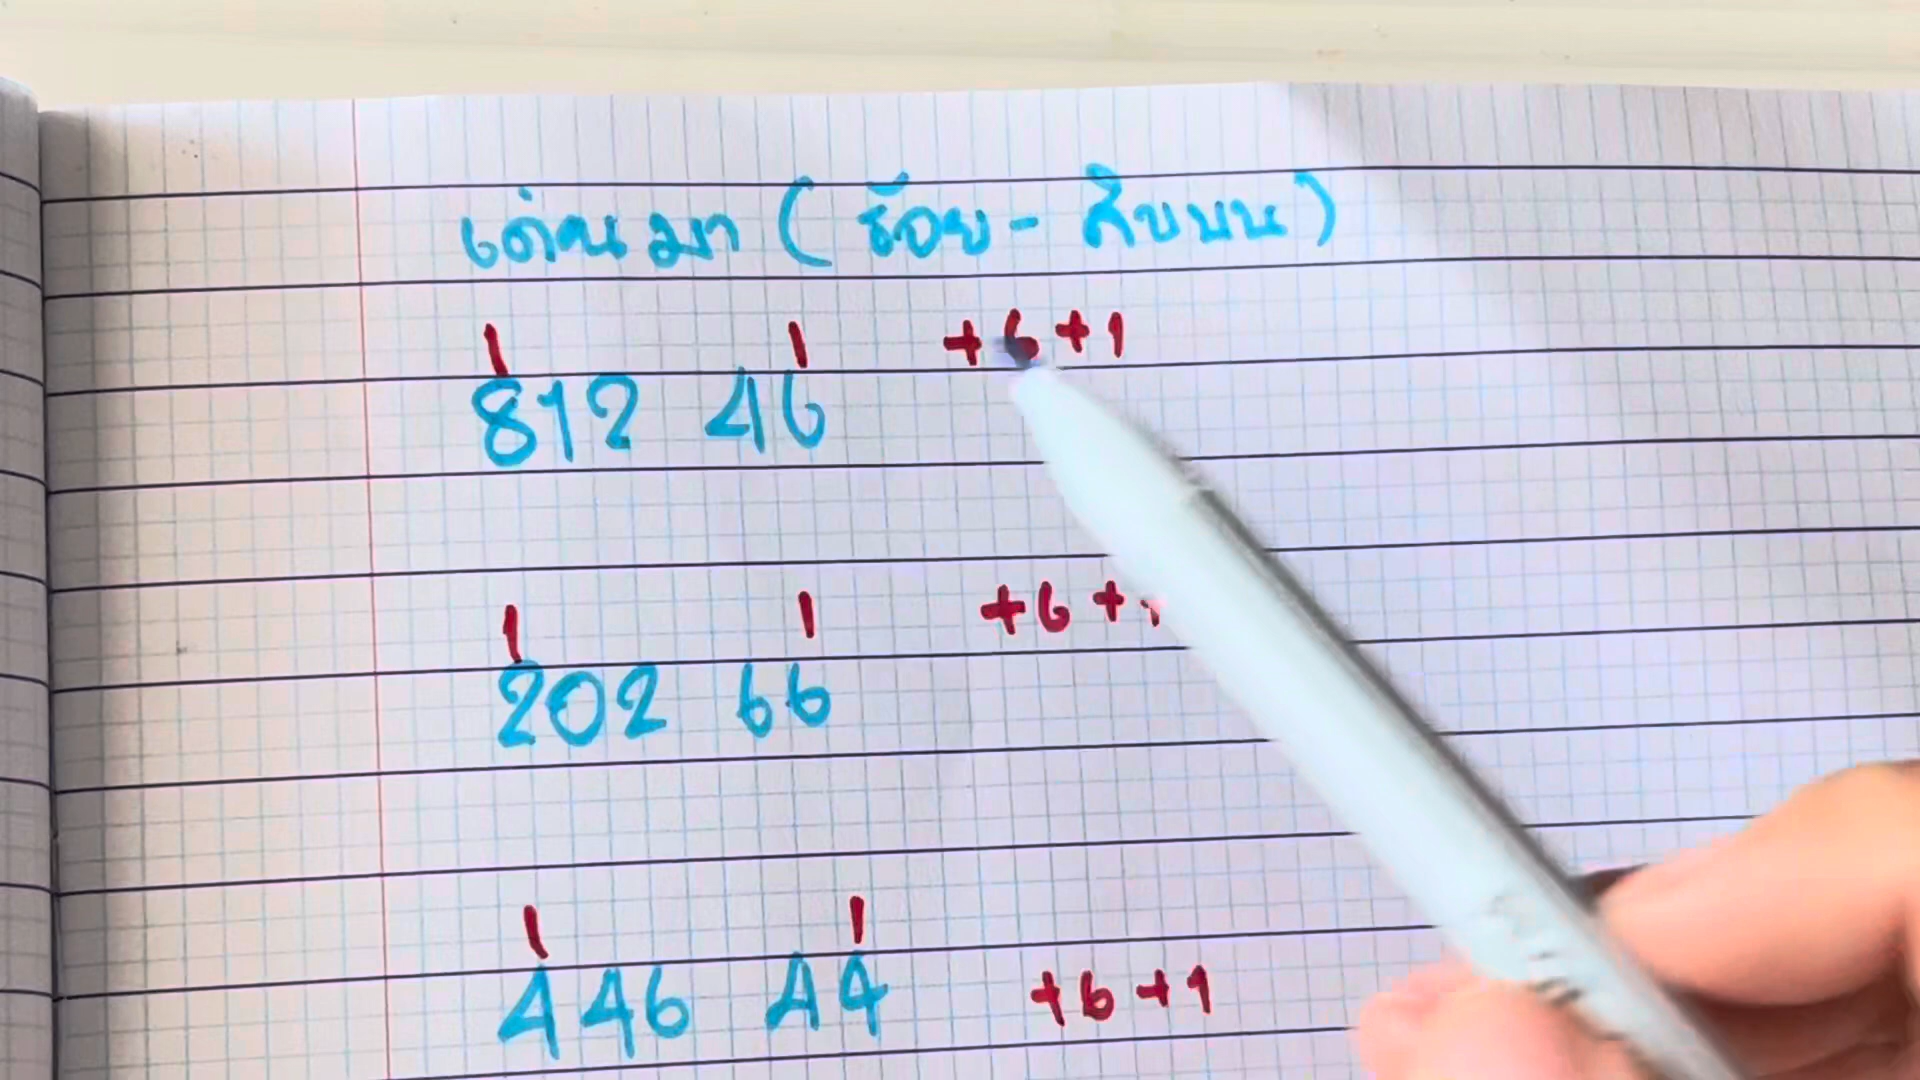 เด่นมา (ร้อย - สิบบน)
1 1 +6 +1
812 46
1 1 +6 +1
202 66
1 1
446 44 +6 +1